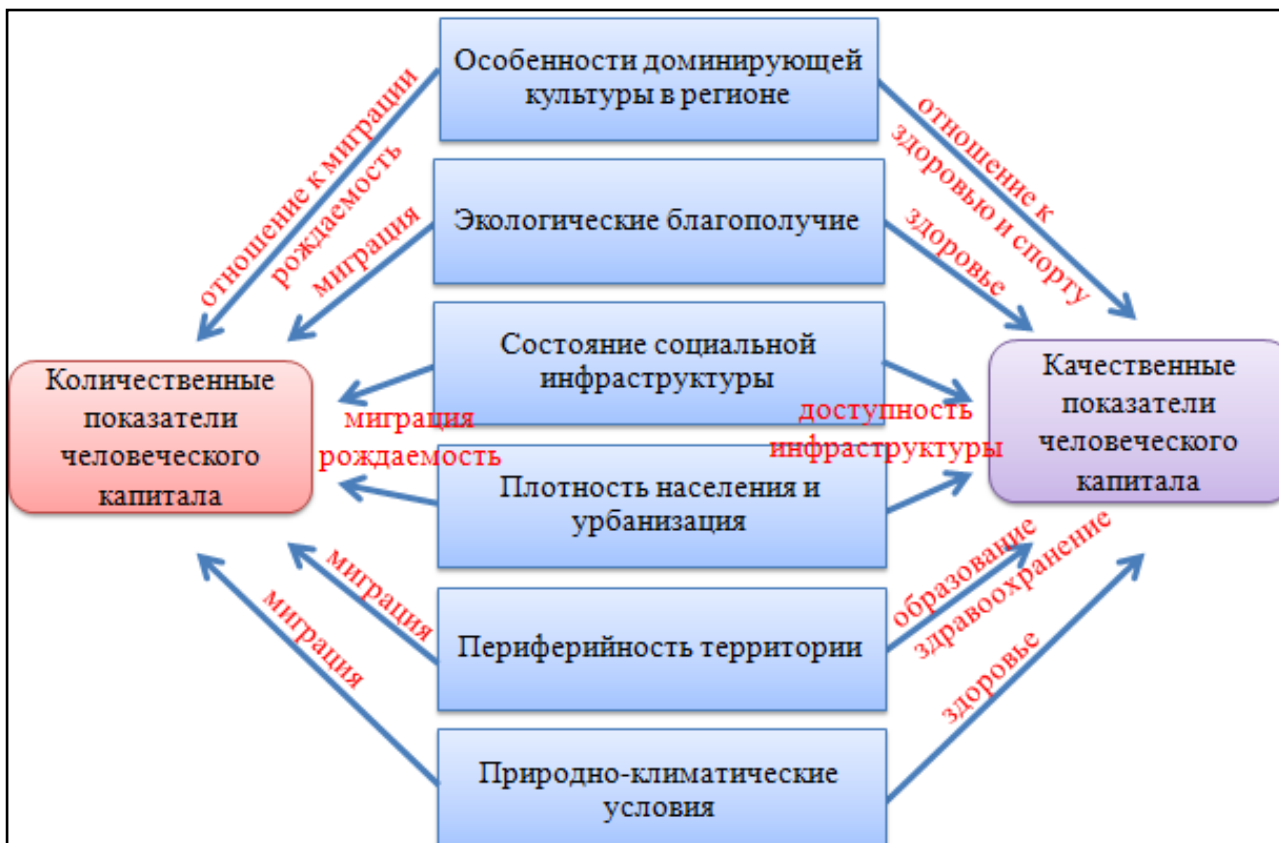 Особенности доминирующей
культуры в регионе
отношение к миграции
рождаемость
отношение к
здоровью и спорту
Экологические благополучие
миграция
здоровье
Состояние социальной
инфраструктуры
Количественные
показатели
человеческого
капитала
миграция
рождаемость
доступность
инфраструктуры
Качественные
показатели
человеческого
капитала
Плотность населения и
урбанизация
миграция
Периферийность территории
образование
здравоохранение
миграция
Природно-климатические
условия
здоровье